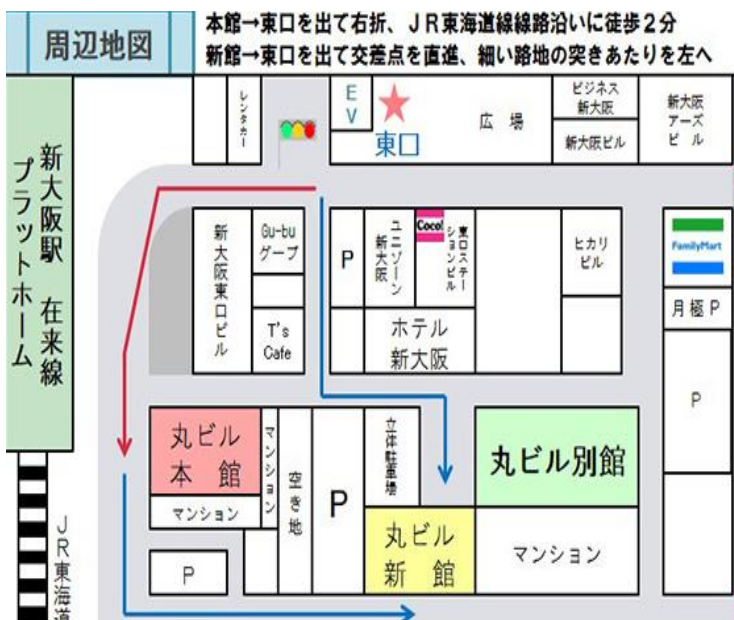 周辺地図
本館→東口を出て右折、JR東海道線線路沿いに徒歩2分
新館→東口を出て交差点を直進、細い路地の突きあたりを左へ
新大阪駅 在来線
プラットホーム
レンタカー
EV
東口
広場
ビジネス
新大阪
新大阪ビル
新大阪
アーズ
ビル
新大阪東口ビル
Gu-bu
グーブ
T's
Cafe
P
ユニゾーン
新大阪
Coco!
東口ステー
ションビル
ホテル
新大阪
ヒカリ
ビル
FamilyMart
月極P
P
丸ビル
本館
マンション
マンション
空き地
P
P
立体駐車場
丸ビル
新館
丸ビル別館
マンション
JR東海道